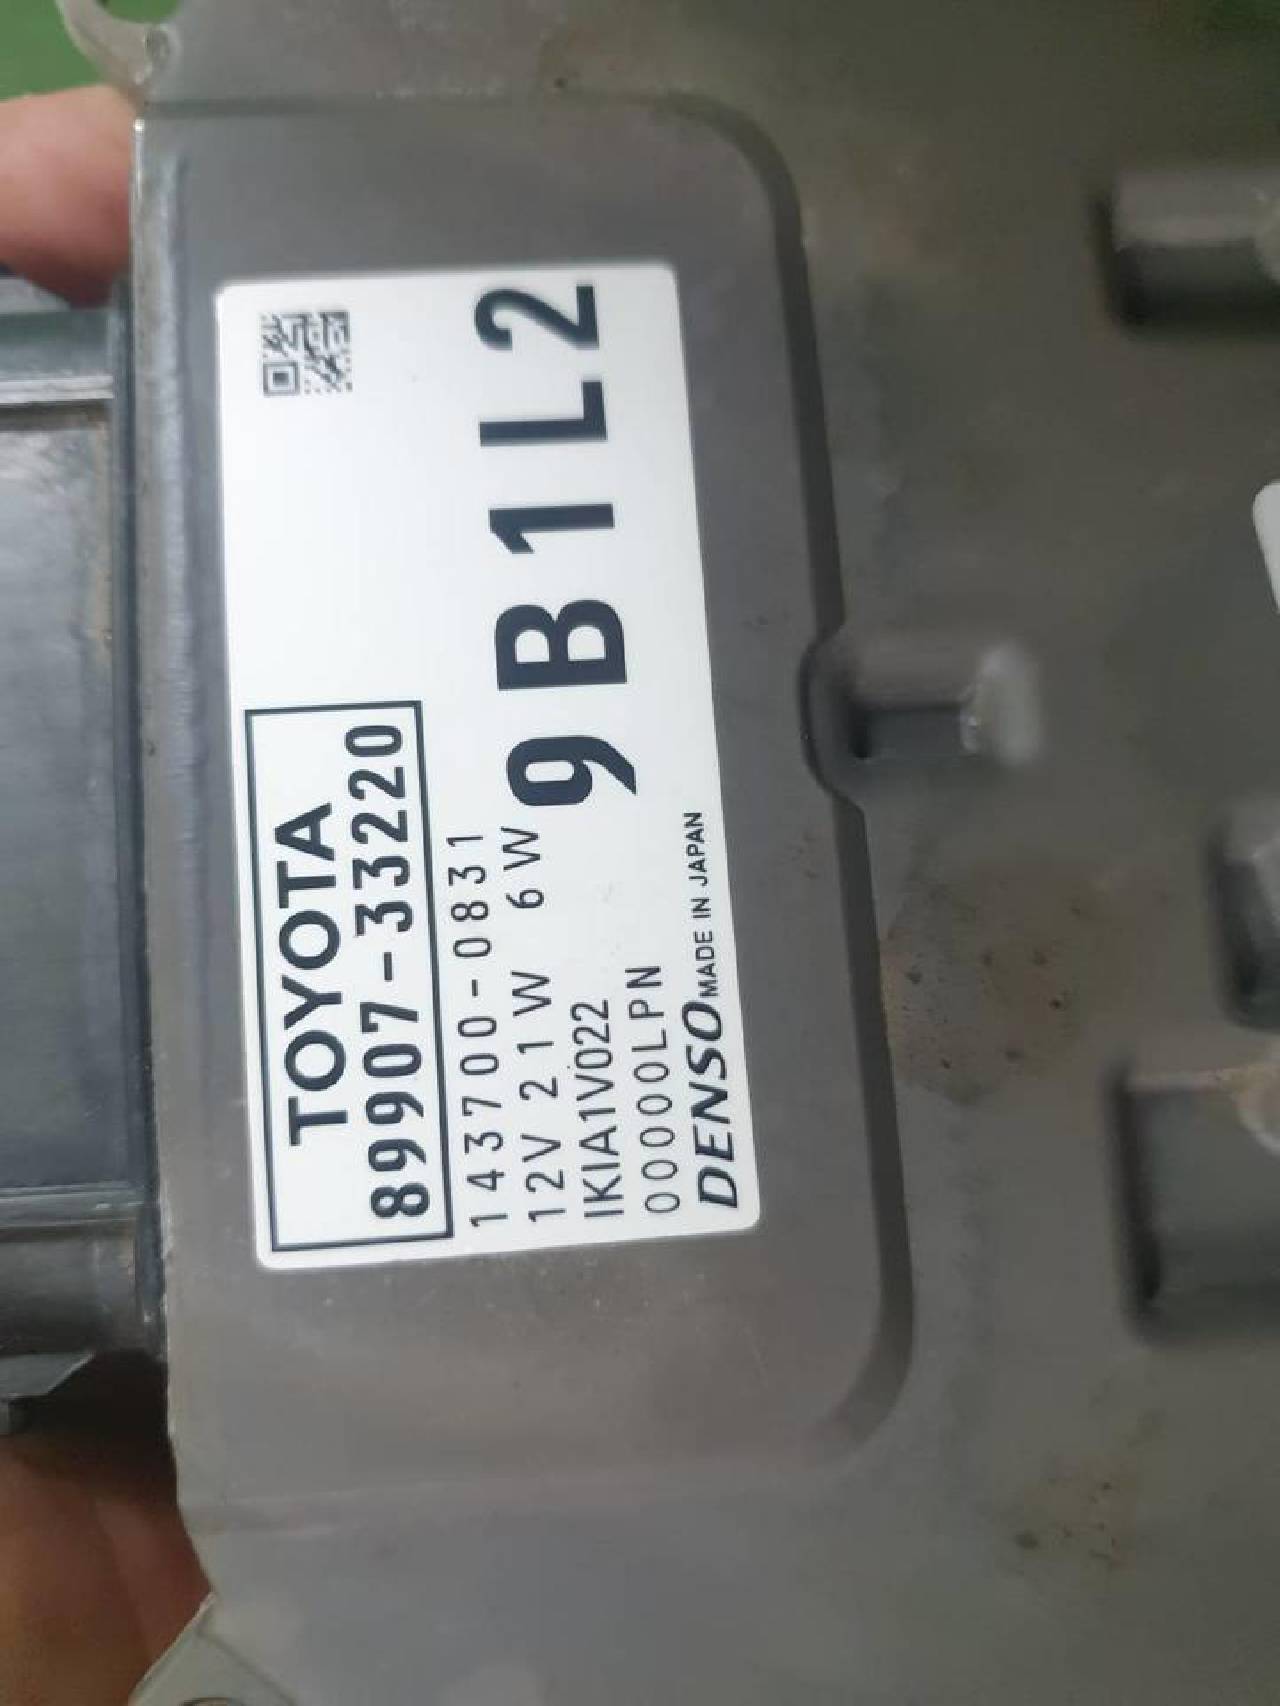 TOYOTA
89907-33220
143700-0831
12V 21W 6W
9B1L2
IKIA1V022
00000LPN
DENSO MADE IN JAPAN